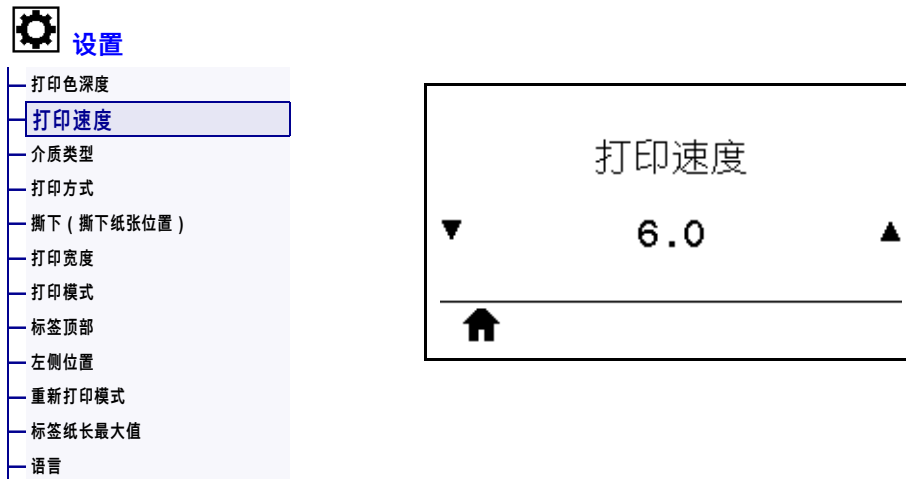 设置
打印色深度
打印速度
介质类型
打印方式
撕下（撕下纸张位置）
打印宽度
打印模式
标签顶部
左侧位置
重新打印模式
标签纸长最大值
语言
打印速度
6.0